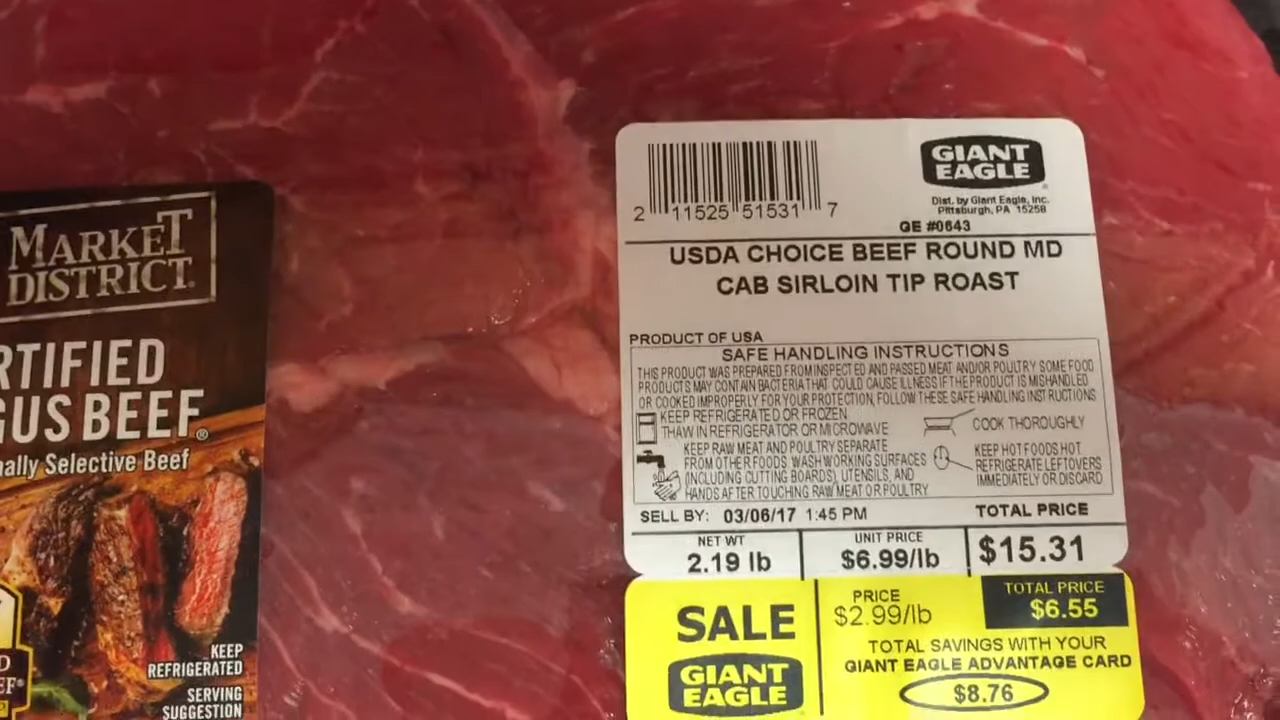 MARKET
DISTRICT
RTIFIED
GUS BEEF®
nally Selective Beef
KEEP
REFRIGERATED
SERVING
SUGGESTION
2 11525 51531 7
GIANT
EAGLE
Dist. by Giant Eagle, Inc.
Pittsburgh, PA 15258
GE #0643
USDA CHOICE BEEF ROUND MD
CAB SIRLOIN TIP ROAST
PRODUCT OF USA
SAFE HANDLING INSTRUCTIONS
THIS PRODUCT WAS PREPARED FROM INSPECTED AND PASSED MEAT AND/OR POULTRY. SOME FOOD
PRODUCTS MAY CONTAIN BACTERIA THAT COULD CAUSE ILLNESS IF THE PRODUCT IS MISHANDLED
OR COOKED IMPROPERLY. FOR YOUR PROTECTION, FOLLOW THESE SAFE HANDLING INSTRUCTIONS
KEEP REFRIGERATED OR FROZEN
THAW IN REFRIGERATOR OR MICROWAVE
COOK THOROUGHLY
KEEP RAW MEAT AND POULTRY SEPARATE
FROM OTHER FOODS. WASH WORKING SURFACES
(INCLUDING CUTTING BOARDS), UTENSILS, AND
HANDS AFTER TOUCHING RAW MEAT OR POULTRY
KEEP HOT FOODS HOT
REFRIGERATE LEFTOVERS
IMMEDIATELY OR DISCARD
SELL BY: 03/06/17 1:45 PM
TOTAL PRICE
NET WT
2.19 lb
UNIT PRICE
$6.99/lb
$15.31
SALE
GIANT
EAGLE
PRICE
$2.99/lb
TOTAL PRICE
$6.55
TOTAL SAVINGS WITH YOUR
GIANT EAGLE ADVANTAGE CARD
$8.76